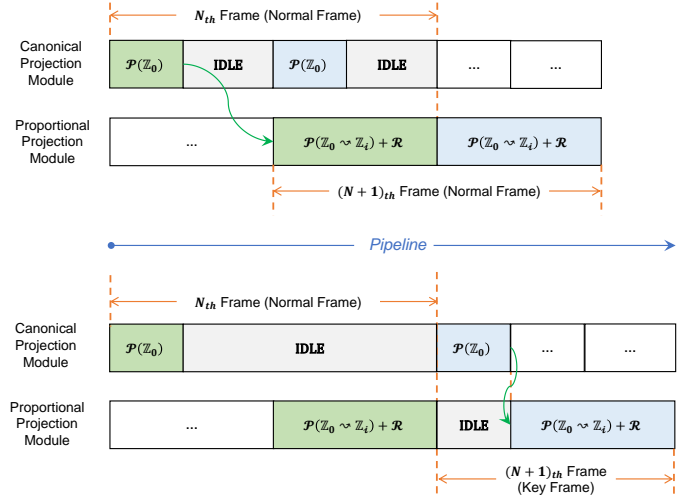 N_th Frame (Normal Frame)
Canonical
Projection
Module
𝒫(ℤ₀) IDLE 𝒫(ℤ₀) IDLE ... ...
Proportional
Projection
Module
... 𝒫(ℤ₀ ⇝ ℤᵢ) + ℛ 𝒫(ℤ₀ ⇝ ℤᵢ) + ℛ
(N + 1)_th Frame (Normal Frame)
Pipeline
N_th Frame (Normal Frame)
Canonical
Projection
Module
𝒫(ℤ₀) IDLE 𝒫(ℤ₀) ... ...
Proportional
Projection
Module
... 𝒫(ℤ₀ ⇝ ℤᵢ) + ℛ IDLE 𝒫(ℤ₀ ⇝ ℤᵢ) + ℛ
(N + 1)_th Frame
(Key Frame)